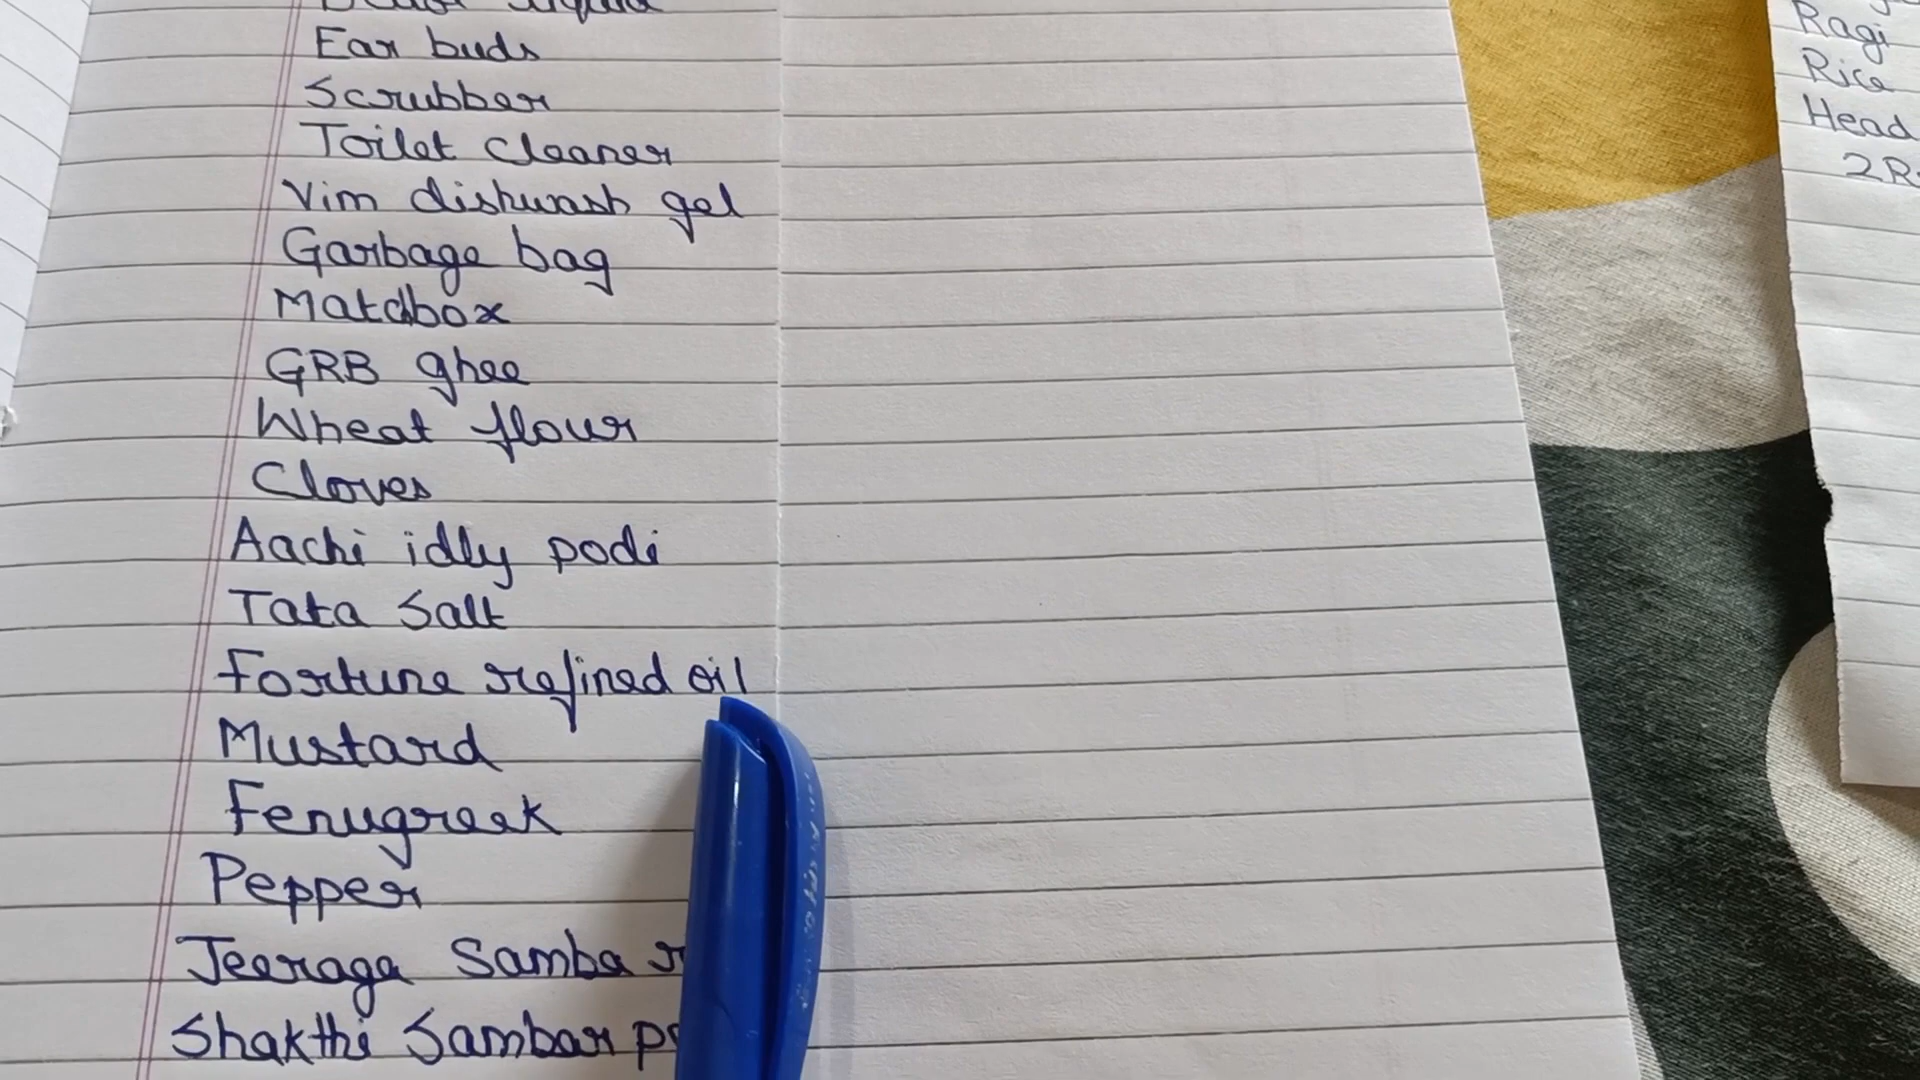 Ear buds
Scrubber
Toilet cleaner
Vim dishwash gel
Garbage bag
Matchbox
GRB ghee
Wheat flour
Cloves
Aachi idly podi
Tata Salt
Fortune refined oil
Mustard
Fenugreek
Pepper
Jeeraga Samba
Shakthi Sambar
Ragi
Rice
Head